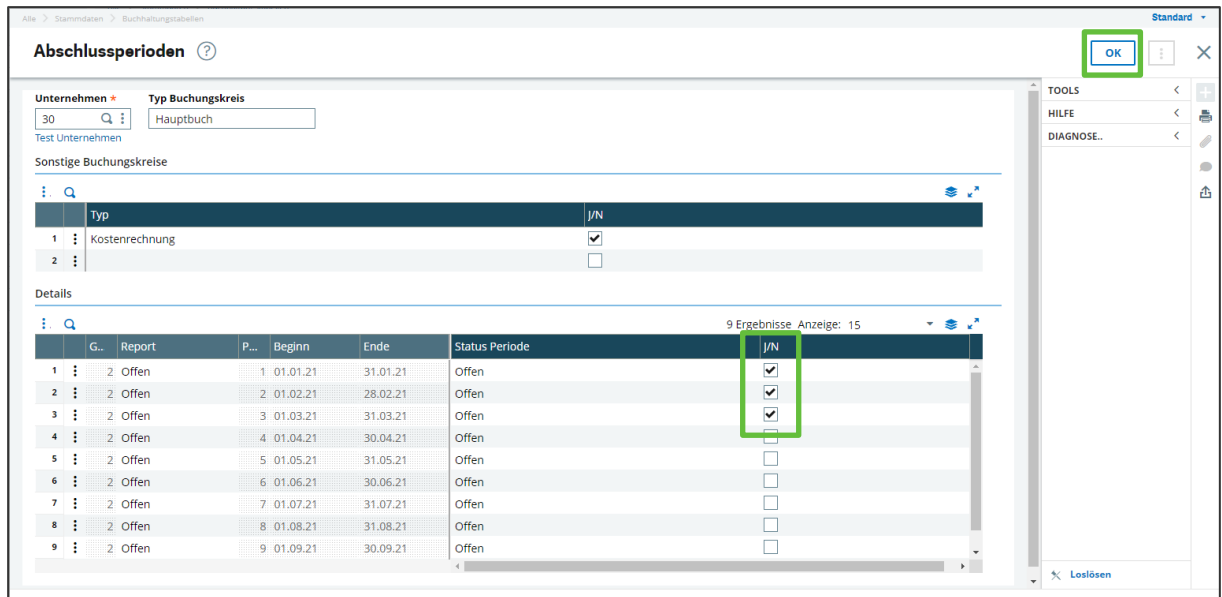 Alle > Stammdaten > Buchhaltungstabellen
Standard
Abschlussperioden ?
OK
Unternehmen * Typ Buchungskreis
30 Hauptbuch
Test Unternehmen
Sonstige Buchungskreise
Typ J/N
1 Kostenrechnung
2
Details
9 Ergebnisse Anzeige: 15
G.. Report P... Beginn Ende Status Periode J/N
1 2 Offen 1 01.01.21 31.01.21 Offen
2 2 Offen 2 01.02.21 28.02.21 Offen
3 2 Offen 3 01.03.21 31.03.21 Offen
4 2 Offen 4 01.04.21 30.04.21 Offen
5 2 Offen 5 01.05.21 31.05.21 Offen
6 2 Offen 6 01.06.21 30.06.21 Offen
7 2 Offen 7 01.07.21 31.07.21 Offen
8 2 Offen 8 01.08.21 31.08.21 Offen
9 2 Offen 9 01.09.21 30.09.21 Offen
TOOLS
HILFE
DIAGNOSE..
Loslösen